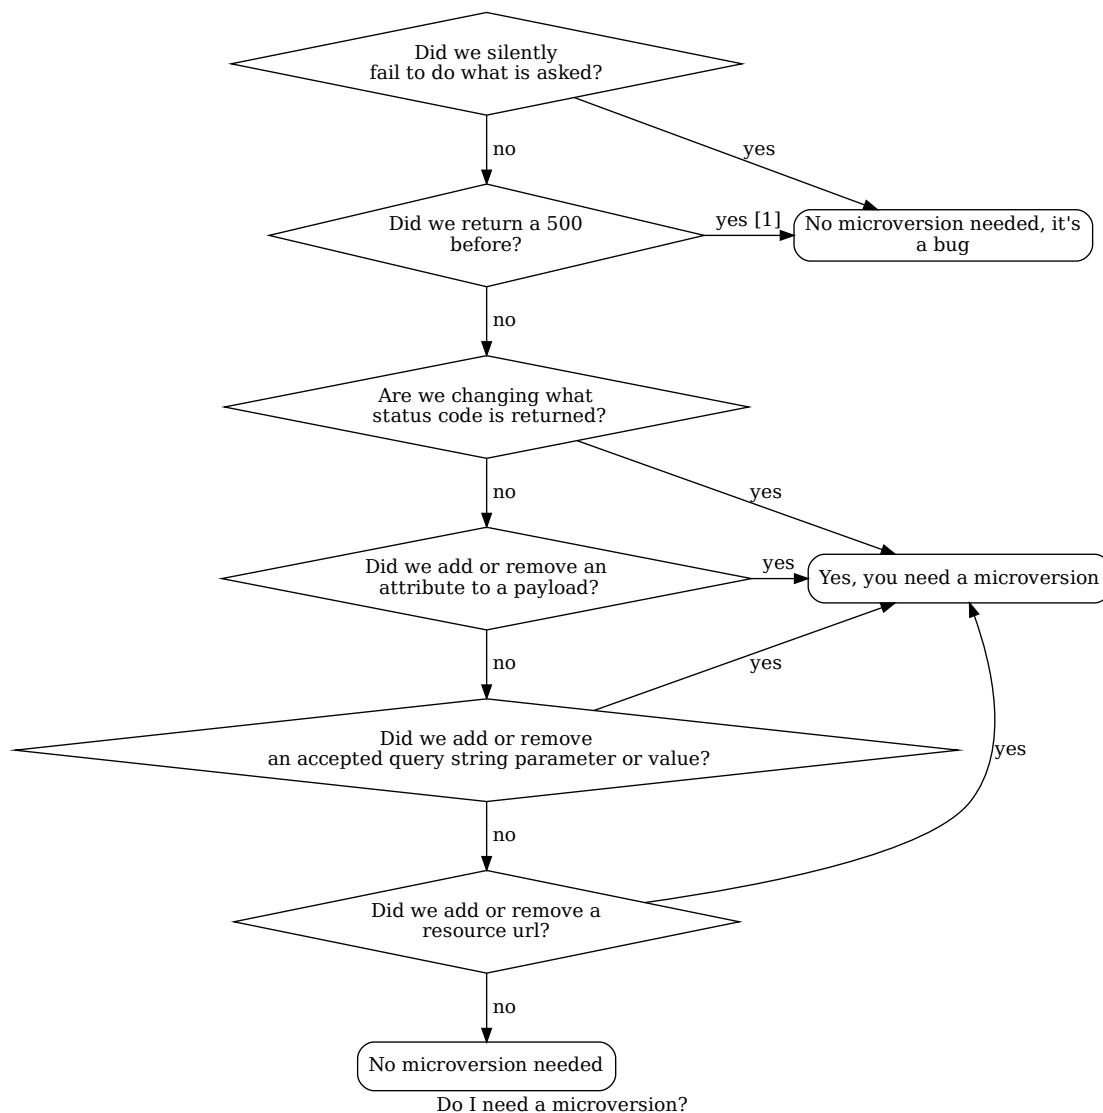 Did we silently
fail to do what is asked?
no
yes
Did we return a 500
before?
yes [1]
No microversion needed, it's
a bug
no
Are we changing what
status code is returned?
no
yes
Did we add or remove an
attribute to a payload?
yes
Yes, you need a microversion
no
yes
Did we add or remove
an accepted query string parameter or value?
yes
no
Did we add or remove a
resource url?
no
No microversion needed
Do I need a microversion?